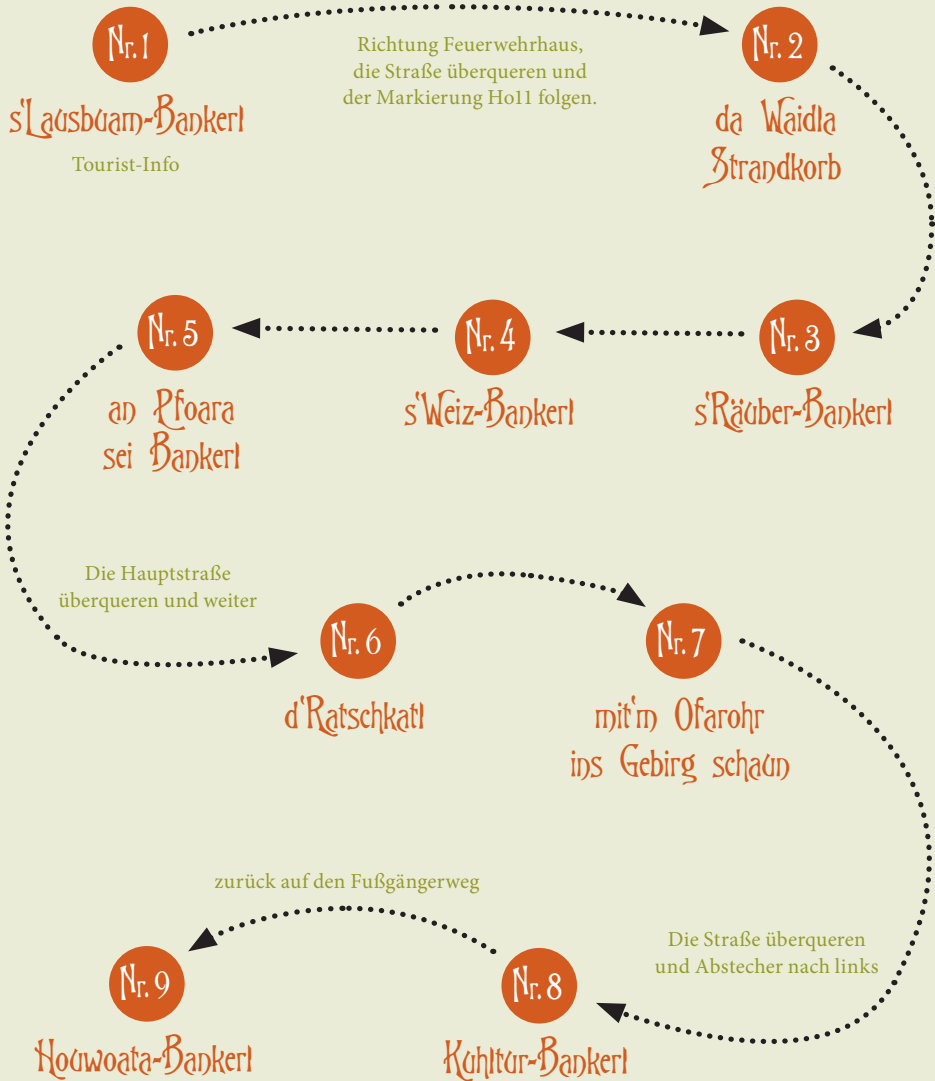 Nr. 1
s'Lausbuam-Bankerl
Tourist-Info
Richtung Feuerwehrhaus,
die Straße überqueren und
der Markierung Ho11 folgen.
Nr. 2
da Waidla
Strandkorb
Nr. 3
s'Räuber-Bankerl
Nr. 4
s'Weiz-Bankerl
Nr. 5
an Pfoara
sei Bankerl
Die Hauptstraße
überqueren und weiter
Nr. 6
d'Ratschkatl
Nr. 7
mit'm Ofarohr
ins Gebirg schaun
Die Straße überqueren
und Abstecher nach links
Nr. 8
Kuhltur-Bankerl
zurück auf den Fußgängerweg
Nr. 9
Houwoata-Bankerl